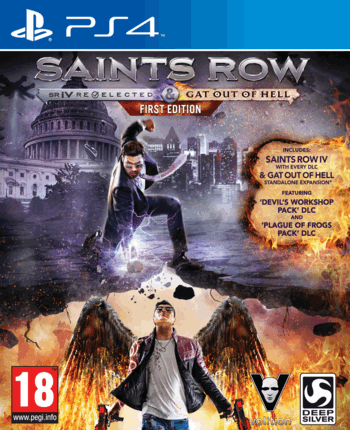 PS4
SAINTS ROW
SR IV RE-ELECTED & GAT OUT OF HELL
FIRST EDITION
INCLUDES:
SAINTS ROW IV
WITH EVERY DLC
& GAT OUT OF HELL
STANDALONE EXPANSION*
FEATURING
'DEVIL'S WORKSHOP
PACK' DLC
AND
'PLAGUE OF FROGS
PACK' DLC
18
www.pegi.info
volition
DEEP
SILVER